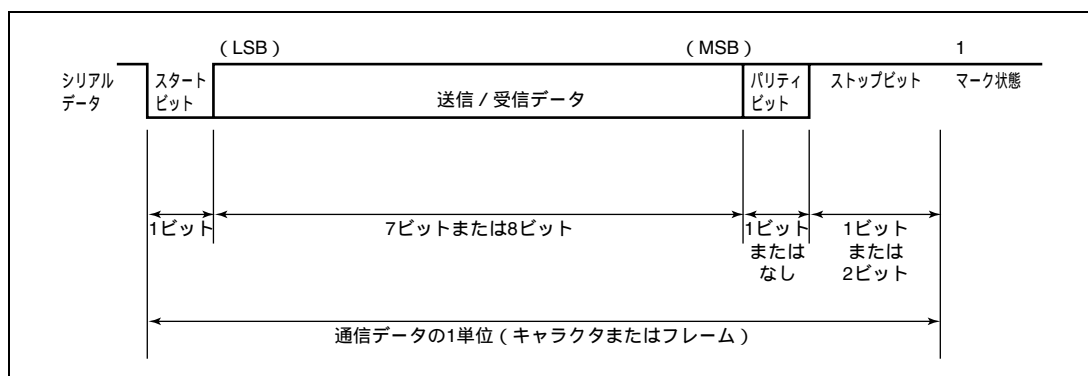 (LSB) (MSB) 1
シリアル
データ
スタート
ビット
送信/受信データ
パリティ
ビット
ストップビット
マーク状態
1ビット
7ビットまたは8ビット
1ビット
または
なし
1ビット
または
2ビット
通信データの1単位(キャラクタまたはフレーム)